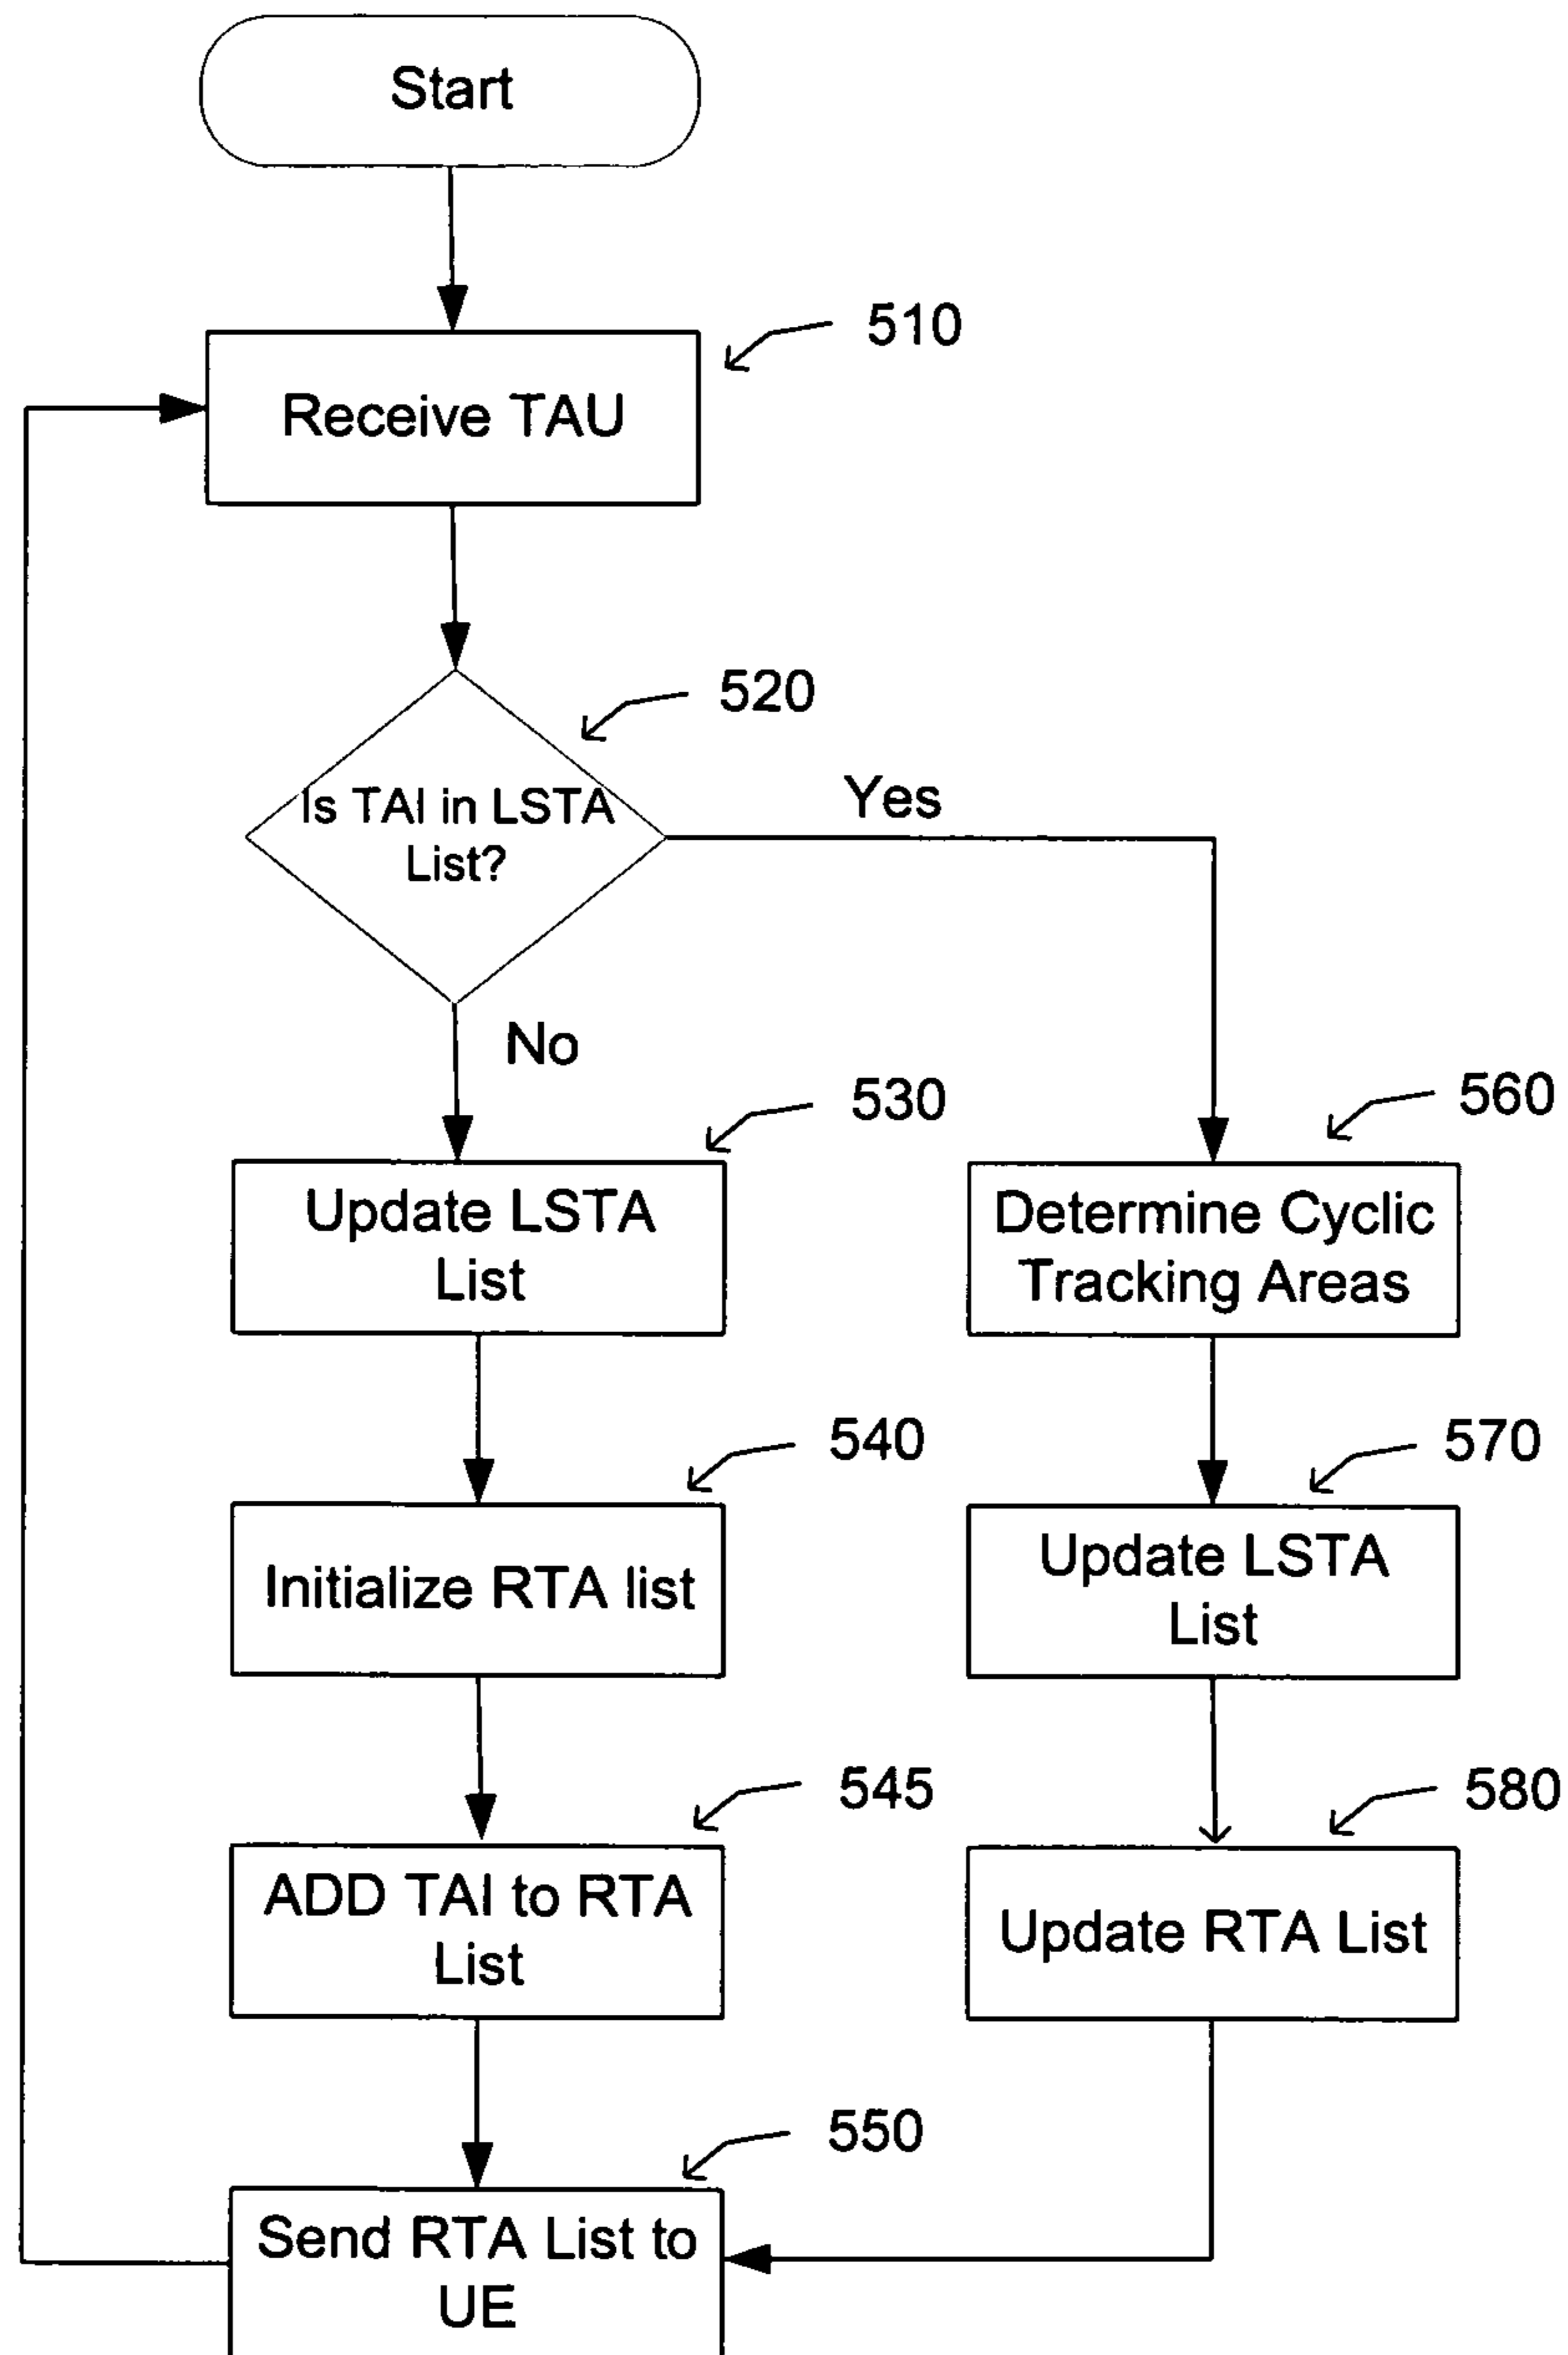 Start
510
Receive TAU
520
Is TAI in LSTA
List?
Yes
No
530
Update LSTA
List
560
Determine Cyclic
Tracking Areas
540
Initialize RTA list
570
Update LSTA
List
545
ADD TAI to RTA
List
580
Update RTA List
550
Send RTA List to
UE